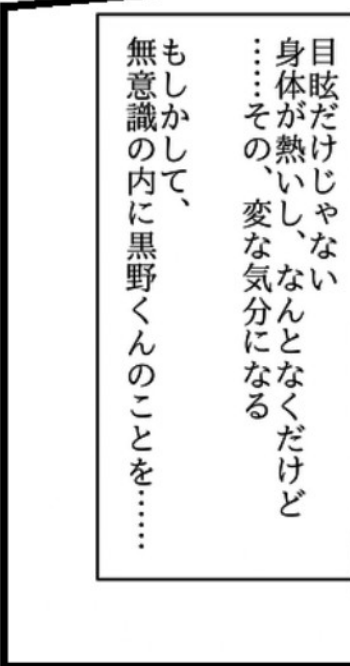 目眩だけじゃない
身体が熱いし、なんとなくだけど
……その、変な気分になる
もしかして、
無意識の内に黒野くんのことを……